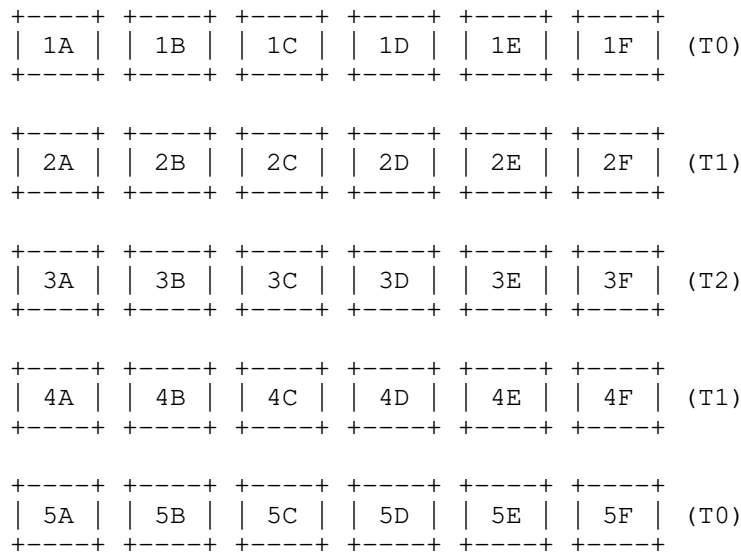 +----+ +----+ +----+ +----+ +----+ +----+
| 1A | | 1B | | 1C | | 1D | | 1E | | 1F | (T0)
+----+ +----+ +----+ +----+ +----+ +----+
+----+ +----+ +----+ +----+ +----+ +----+
| 2A | | 2B | | 2C | | 2D | | 2E | | 2F | (T1)
+----+ +----+ +----+ +----+ +----+ +----+
+----+ +----+ +----+ +----+ +----+ +----+
| 3A | | 3B | | 3C | | 3D | | 3E | | 3F | (T2)
+----+ +----+ +----+ +----+ +----+ +----+
+----+ +----+ +----+ +----+ +----+ +----+
| 4A | | 4B | | 4C | | 4D | | 4E | | 4F | (T1)
+----+ +----+ +----+ +----+ +----+ +----+
+----+ +----+ +----+ +----+ +----+ +----+
| 5A | | 5B | | 5C | | 5D | | 5E | | 5F | (T0)
+----+ +----+ +----+ +----+ +----+ +----+